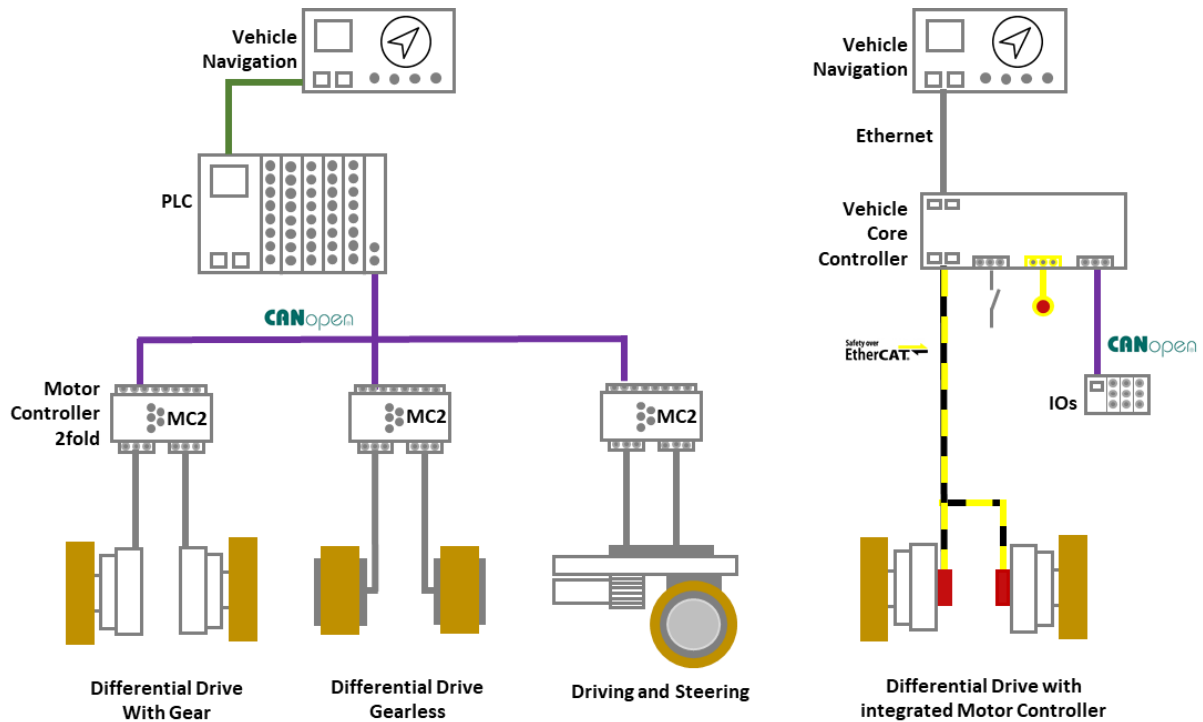 Vehicle
Navigation
PLC
CANopen
Motor
Controller
2fold
MC2
MC2
MC2
Differential Drive
With Gear
Differential Drive
Gearless
Driving and Steering
Vehicle
Navigation
Ethernet
Vehicle
Core
Controller
Safety over
EtherCAT®
CANopen
IOs
Differential Drive with
integrated Motor Controller